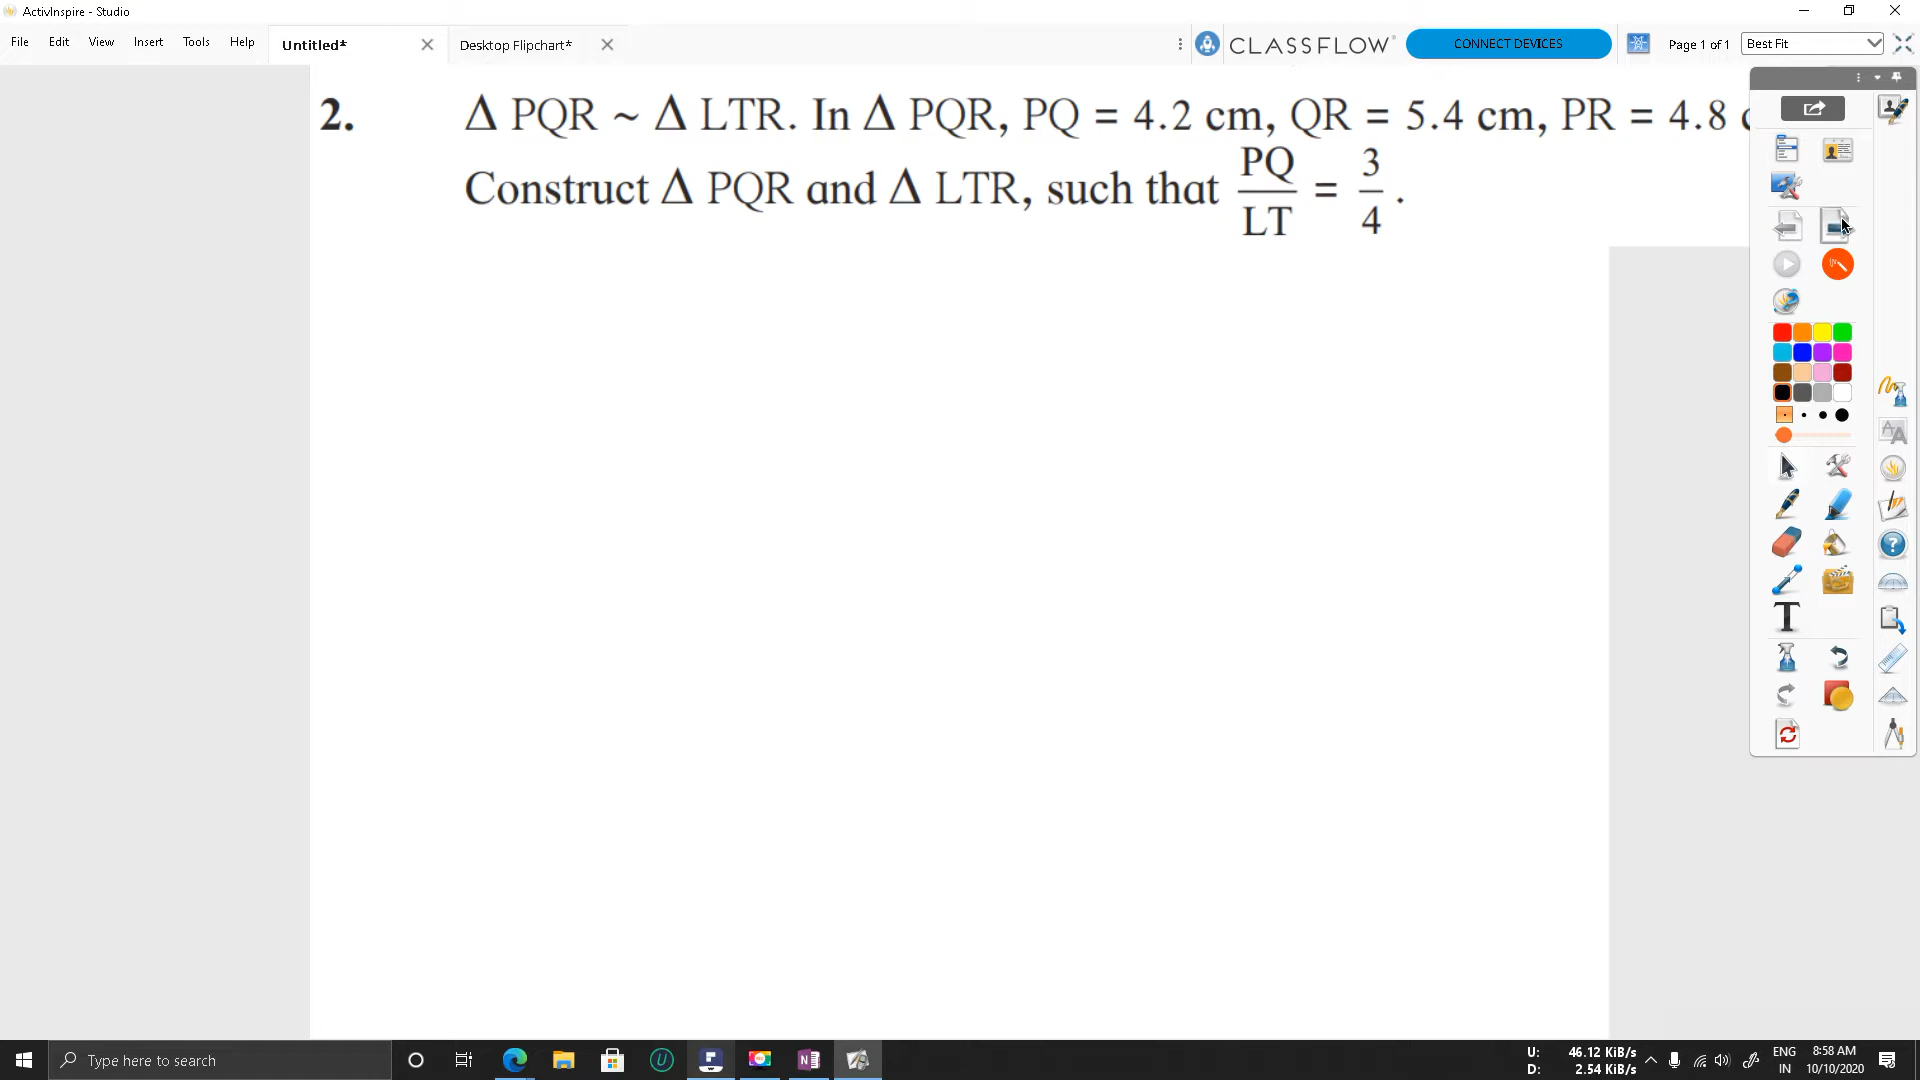 ActivInspire - Studio
File Edit View Insert Tools Help Untitled* Desktop Flipchart* CLASSFLOW CONNECT DEVICES Page 1 of 1 Best Fit
2. Δ PQR ~ Δ LTR. In Δ PQR, PQ = 4.2 cm, QR = 5.4 cm, PR = 4.8 c
Construct Δ PQR and Δ LTR, such that PQ/LT = 3/4 .
T
Type here to search
U: 46.12 KiB/s
D: 2.54 KiB/s
ENG
IN
8:58 AM
10/10/2020